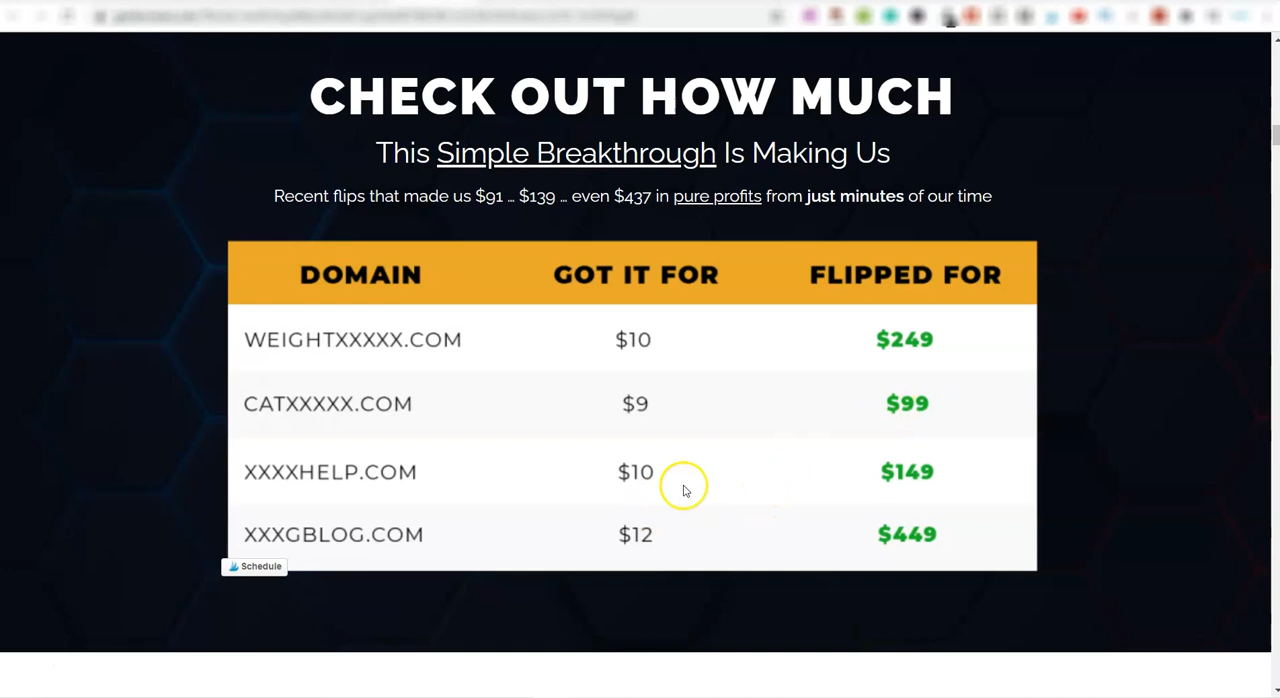 CHECK OUT HOW MUCH
This Simple Breakthrough Is Making Us
Recent flips that made us $91 ... $139 ... even $437 in pure profits from just minutes of our time
DOMAIN GOT IT FOR FLIPPED FOR
WEIGHTXXXXX.COM $10 $249
CATXXXXX.COM $9 $99
XXXXHELP.COM $10 $149
XXXGBLOG.COM $12 $449
Schedule